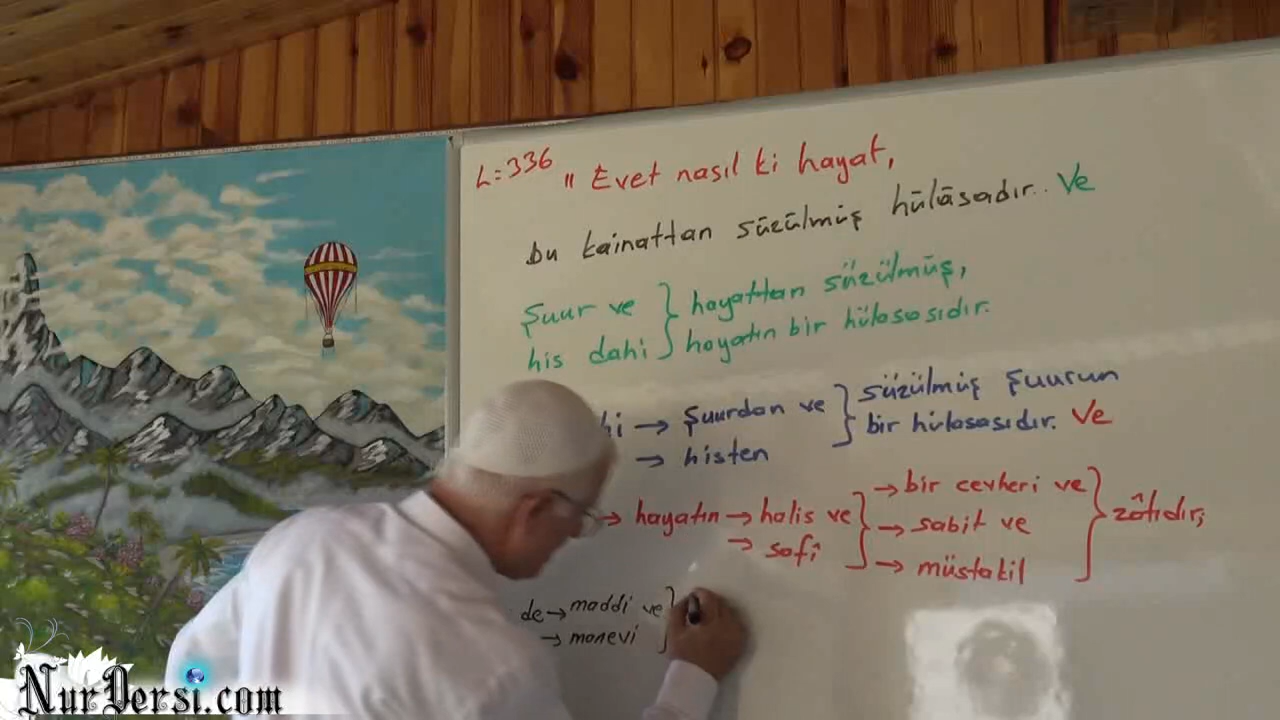 L=336 " Evet nasıl ki hayat,
bu kainattan süzülmüş hülâsadır.. Ve
Şuur ve his dahi } hayattan süzülmüş,
hayatın bir hülasasıdır.
→ Şuurdan ve
→ histen } süzülmüş Şuurun
bir hülasasıdır. Ve
→ hayatın → halis ve
→ safî } → bir cevheri ve
→ sabit ve
→ müstakil } zâtıdır;
de → maddi ve
→ manevi }
NurDersi.com